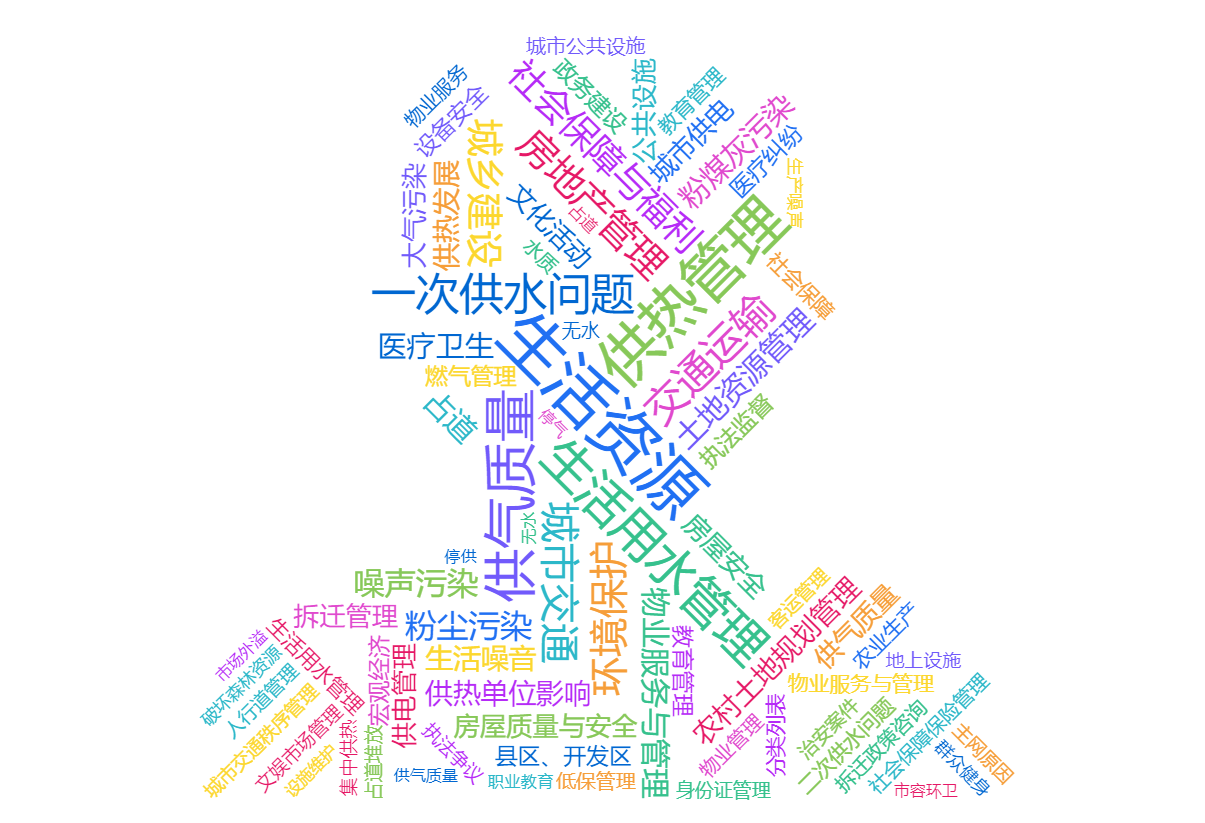 城市公共设施
物业服务
设备安全
社会保障与福利
政务建设
公共设施
教育管理
城市供电
粉煤灰污染
医疗纠纷
生产噪声
大气污染
供热发展
城乡建设
房地产管理
文化活动
占道
水质
供热管理
社会保障
一次供水问题
无水
医疗卫生
生活资源
交通运输
土地资源管理
燃气管理
占道
供气质量
停气
执法监督
生活用水管理
城市交通
无水
停供
环境保护
房屋安全
噪声污染
拆迁管理
粉尘污染
物业服务与管理
客运管理
农村土地规划管理
供气质量
农业生产
市场外溢
生活用水管理
破坏森林资源
人行道管理
宏观经济
供电管理
生活噪音
教育管理
地上设施
供热单位影响
物业服务与管理
城市交通秩序管理
文娱市场管理
设施维护
集中供热
占道堆放
执法争议
房屋质量与安全
物业管理
分类列表
治安案件
一次供水问题
拆迁政策咨询
社会保障保险管理
主网原因
群众健身
县区、开发区
供气质量
职业教育
低保管理
身份证管理
市容环卫